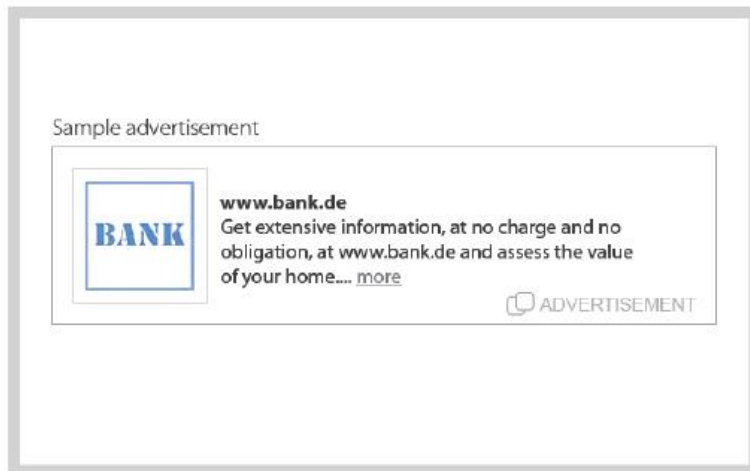 Sample advertisement
BANK
www.bank.de
Get extensive information, at no charge and no
obligation, at www.bank.de and assess the value
of your home.... more
ADVERTISEMENT